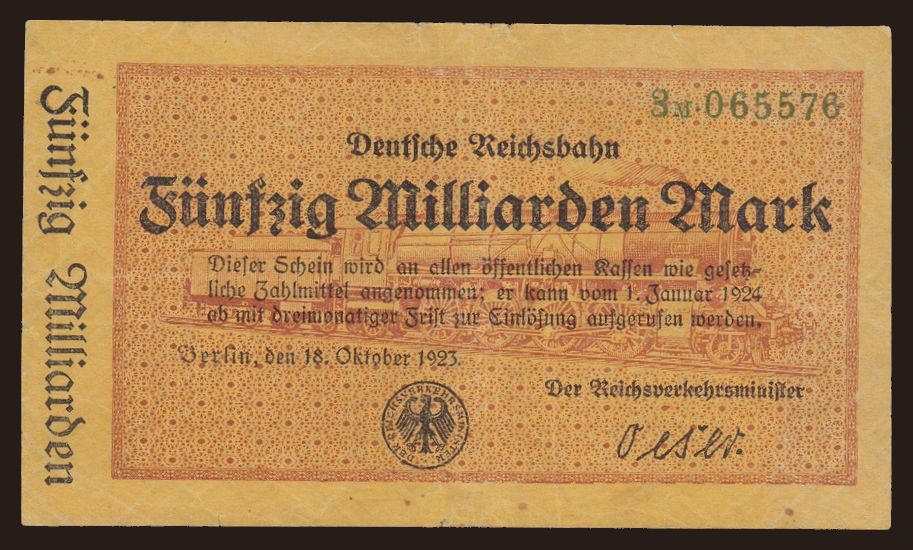 3M·065576
Deutsche Reichsbahn
Fünfzig Milliarden Mark
Dieser Schein wird an allen öffentlichen Kassen wie gesetz-
liche Zahlmittel angenommen; er kann vom 1. Januar 1924
ab mit dreimonatiger Frist zur Einlösung aufgerufen werden.
Berlin, den 18. Oktober 1923.
Der Reichsverkehrsminister
Oeser.
DER REICHSVERKEHRSMINISTER
Fünfzig Milliarden